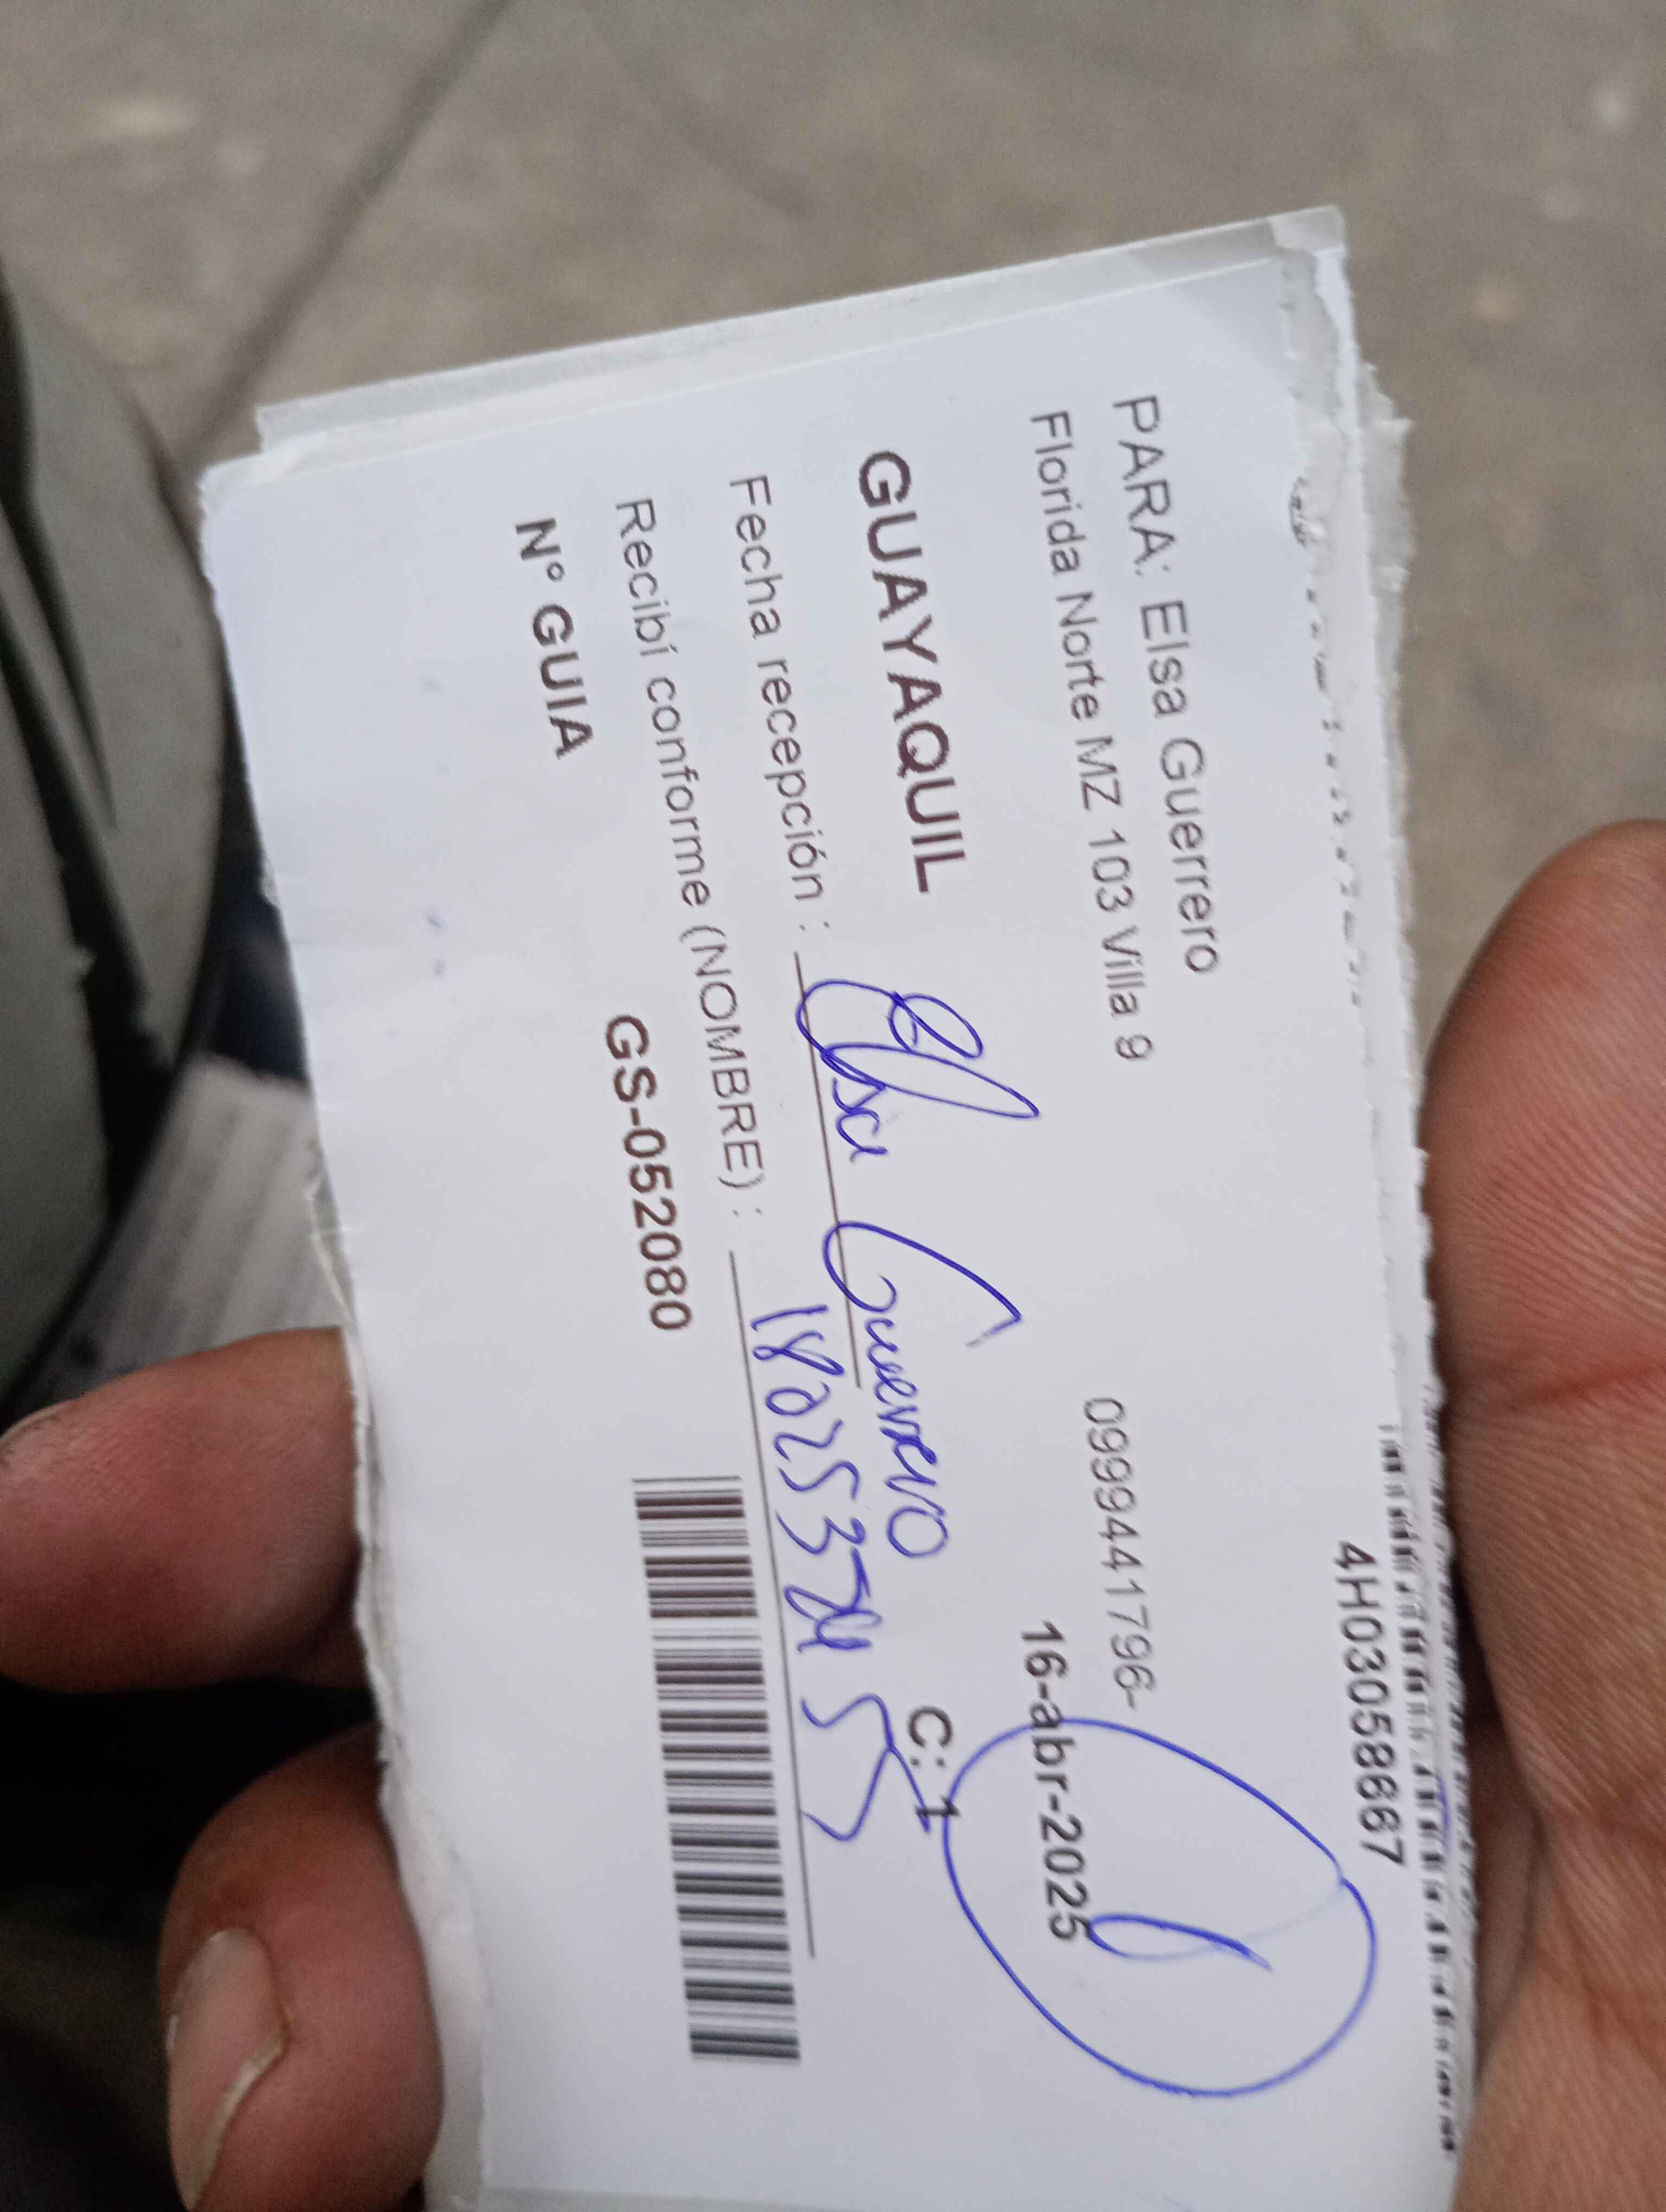 4H03058667
PARA: Elsa Guerrero 0999441796-
Florida Norte MZ 103 Villa 9 16-abr-2025
GUAYAQUIL C: 1
Fecha recepción : Elsa Guerrero
Recibí conforme (NOMBRE) :
Nº GUIA GS-052080